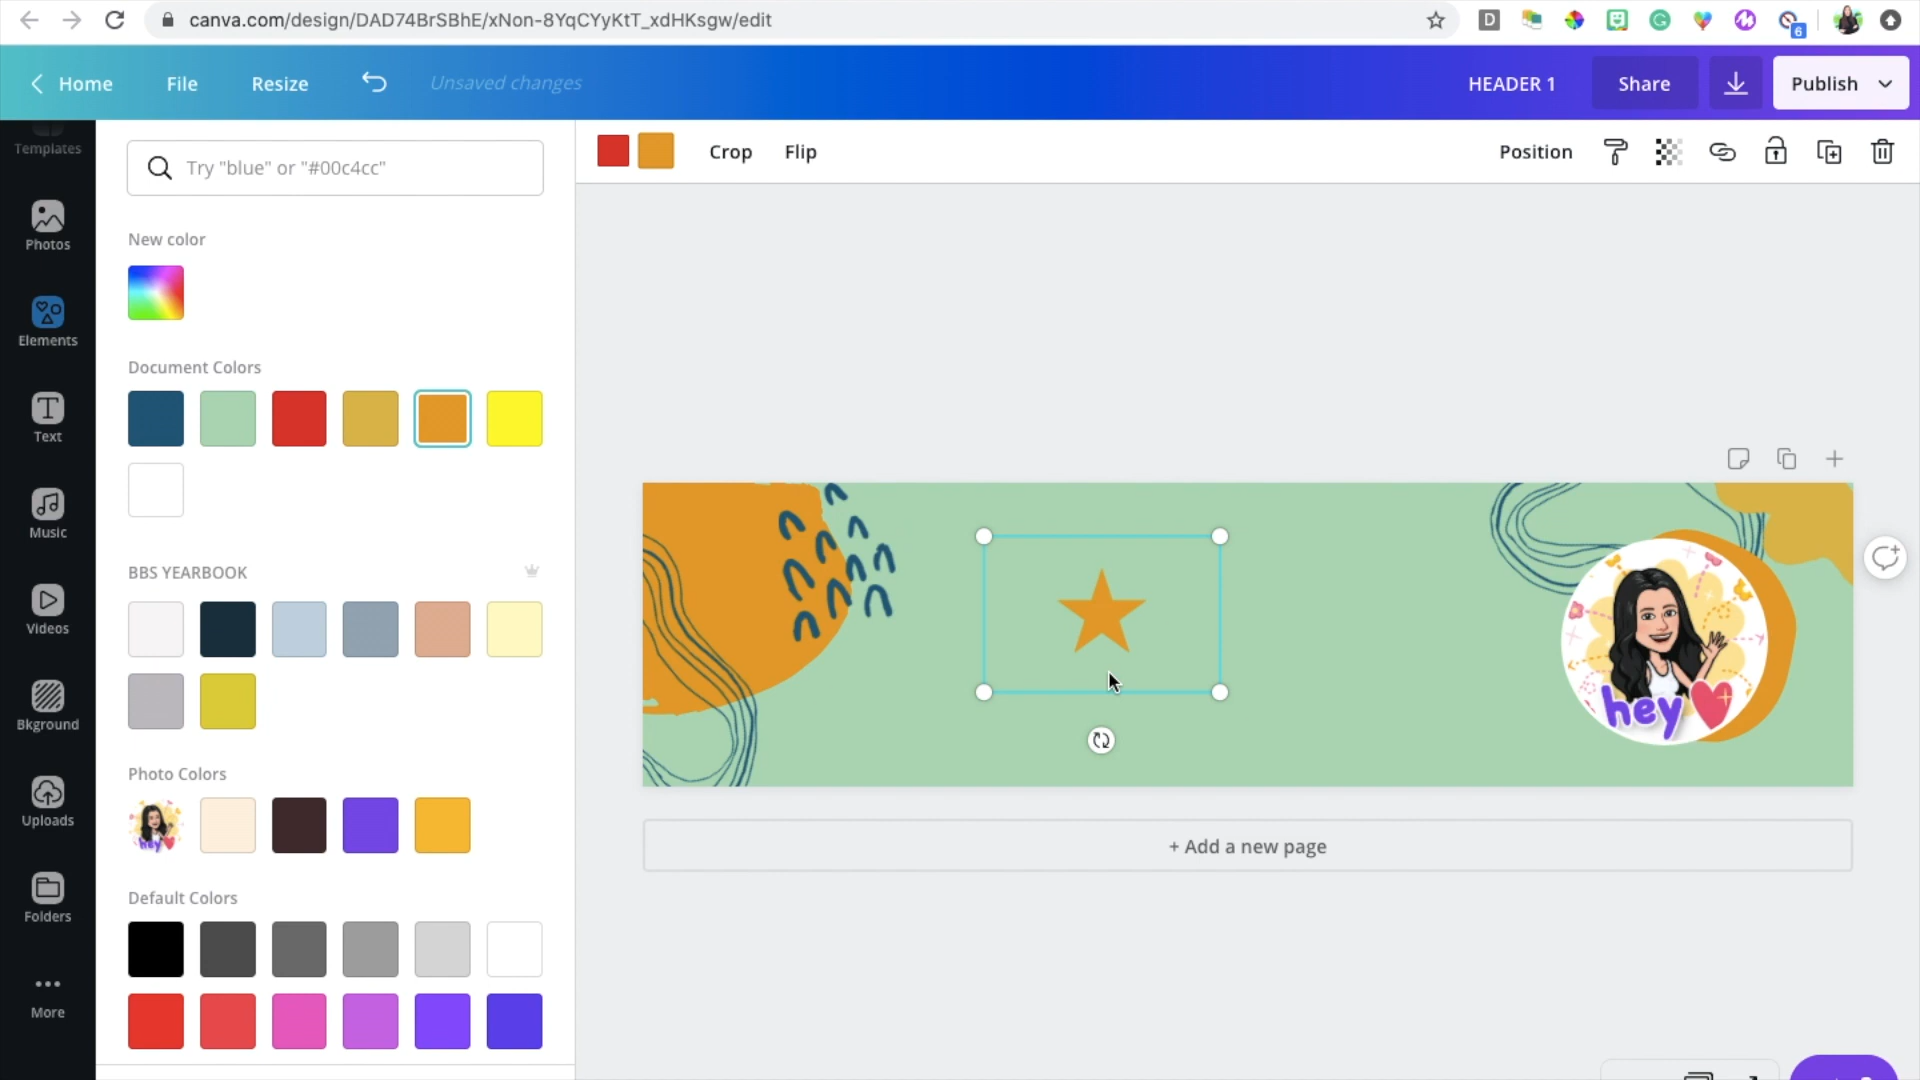 canva.com/design/DAD74BrSBhE/xNon-8YqCYyKtT_xdHKsgw/edit
D
6
Home
File
Resize
Unsaved changes
HEADER 1
Share
Publish
Templates
Photos
Elements
Text
Music
Videos
Bkground
Uploads
Folders
More
Try "blue" or "#00c4cc"
New color
Document Colors
BBS YEARBOOK
Photo Colors
hey
Default Colors
Crop
Flip
Position
hey
+ Add a new page